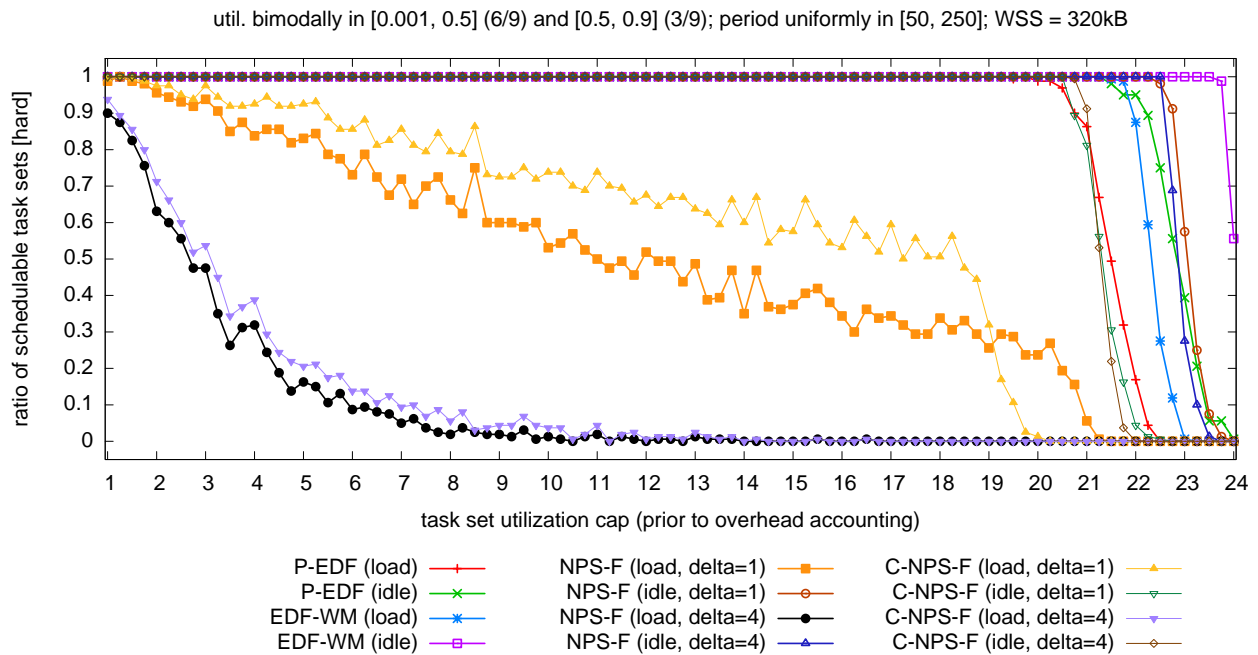 util. bimodally in [0.001, 0.5] (6/9) and [0.5, 0.9] (3/9); period uniformly in [50, 250]; WSS = 320kB
ratio of schedulable task sets [hard]
1
0.9
0.8
0.7
0.6
0.5
0.4
0.3
0.2
0.1
0
1 2 3 4 5 6 7 8 9 10 11 12 13 14 15 16 17 18 19 20 21 22 23 24
task set utilization cap (prior to overhead accounting)
P-EDF (load) NPS-F (load, delta=1) C-NPS-F (load, delta=1)
P-EDF (idle) NPS-F (idle, delta=1) C-NPS-F (idle, delta=1)
EDF-WM (load) NPS-F (load, delta=4) C-NPS-F (load, delta=4)
EDF-WM (idle) NPS-F (idle, delta=4) C-NPS-F (idle, delta=4)